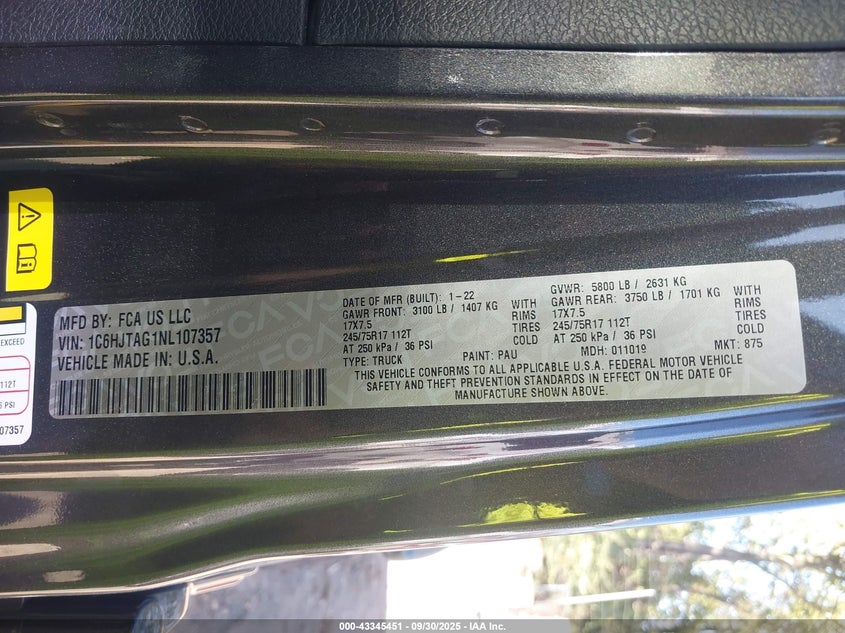 EXCEED
112T
6 PSI
07357
MFD BY: FCA US LLC
VIN: 1C6HJTAG1NL107357
VEHICLE MADE IN U.S.A.
DATE OF MFR (BUILT): 1-22
GAWR FRONT: 3100 LB / 1407 KG WITH
17X7.5 RIMS
245/75R17 112T TIRES
AT 250 kPa / 36 PSI COLD
TYPE: TRUCK PAINT: PAU
GVWR: 5800 LB / 2631 KG
GAWR REAR: 3750 LB / 1701 KG WITH
17X7.5 RIMS
245/75R17 112T TIRES
AT 250 kPa / 36 PSI COLD
MDH: 011019 MKT: 875
THIS VEHICLE CONFORMS TO ALL APPLICABLE U.S.A. FEDERAL MOTOR VEHICLE
SAFETY AND THEFT PREVENTION STANDARDS IN EFFECT ON THE DATE OF
MANUFACTURE SHOWN ABOVE.
000-43345451 - 09/30/2025 - IAA Inc.